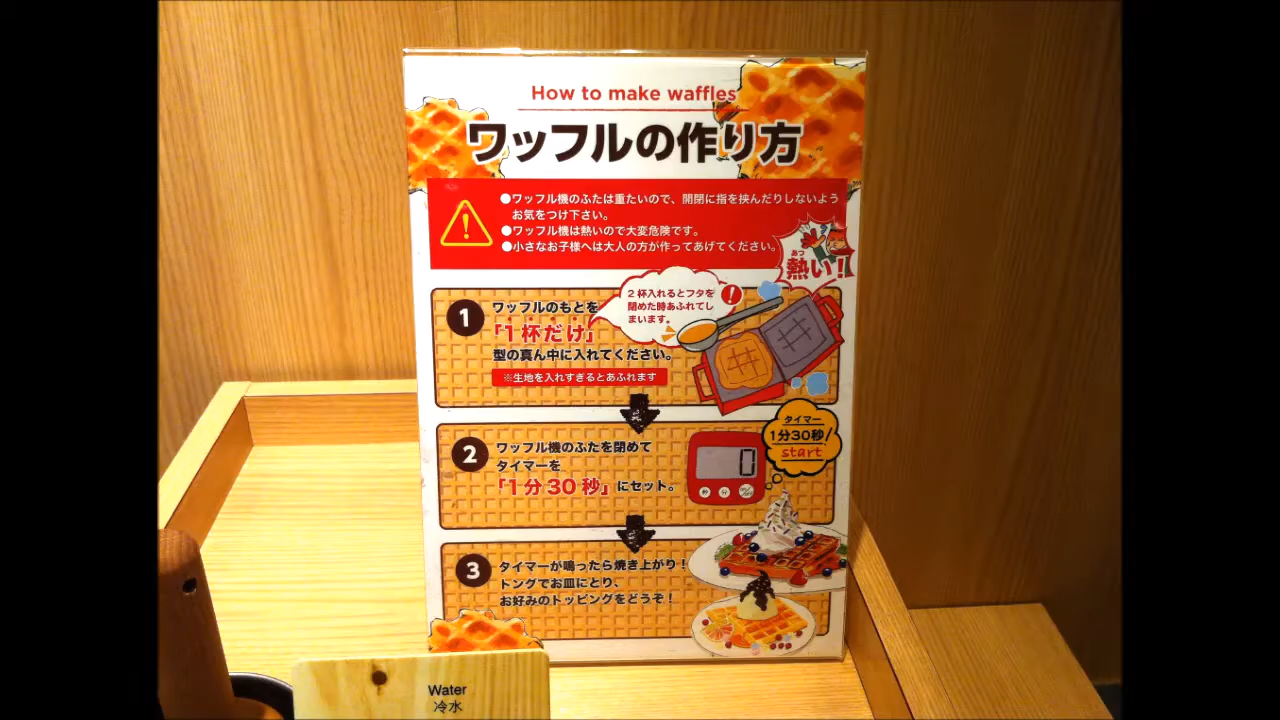 How to make waffles
ワッフルの作り方
●ワッフル機のふたは重たいので、開閉に指を挟んだりしないよう
お気をつけ下さい。
●ワッフル機は熱いので大変危険です。
●小さなお子様へは大人の方が作ってあげてください。
あつ
熱い!
1
ワッフルのもとを
「1杯だけ」
型の真ん中に入れてください。
※生地を入れすぎるとあふれます
2杯入れるとフタを
閉めた時あふれてし
まいます。
!
2
ワッフル機のふたを閉めて
タイマーを
「1分30秒」にセット。
0
秒 分
タイマー
1分30秒/
start
3
タイマーが鳴ったら焼き上がり!
トングでお皿にとり、
お好みのトッピングをどうぞ!
Water
冷水